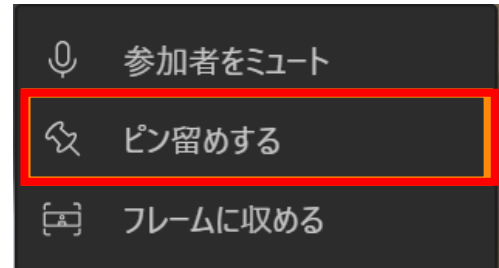 参加者をミュート
ピン留めする
フレームに収める